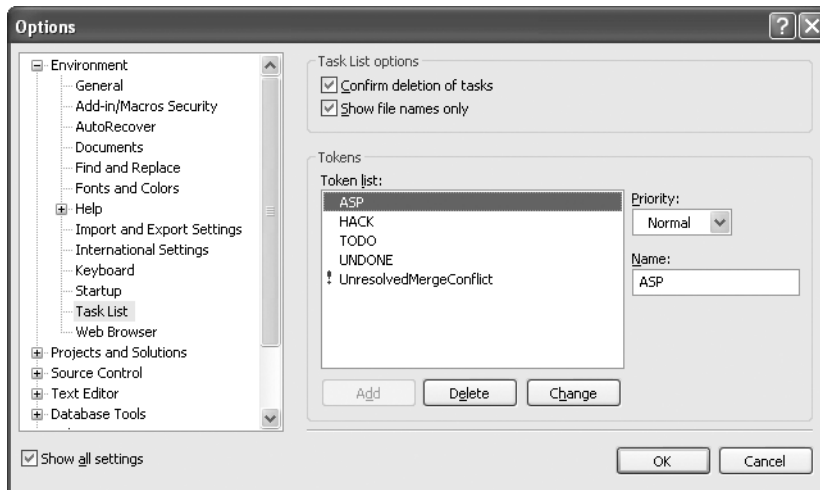 Options
Environment
General
Add-in/Macros Security
AutoRecover
Documents
Find and Replace
Fonts and Colors
Help
Import and Export Settings
International Settings
Keyboard
Startup
Task List
Web Browser
Projects and Solutions
Source Control
Text Editor
Database Tools
Show all settings
Task List options
Confirm deletion of tasks
Show file names only
Tokens
Token list:
ASP
HACK
TODO
UNDONE
! UnresolvedMergeConflict
Priority:
Normal
Name:
ASP
Add
Delete
Change
OK
Cancel